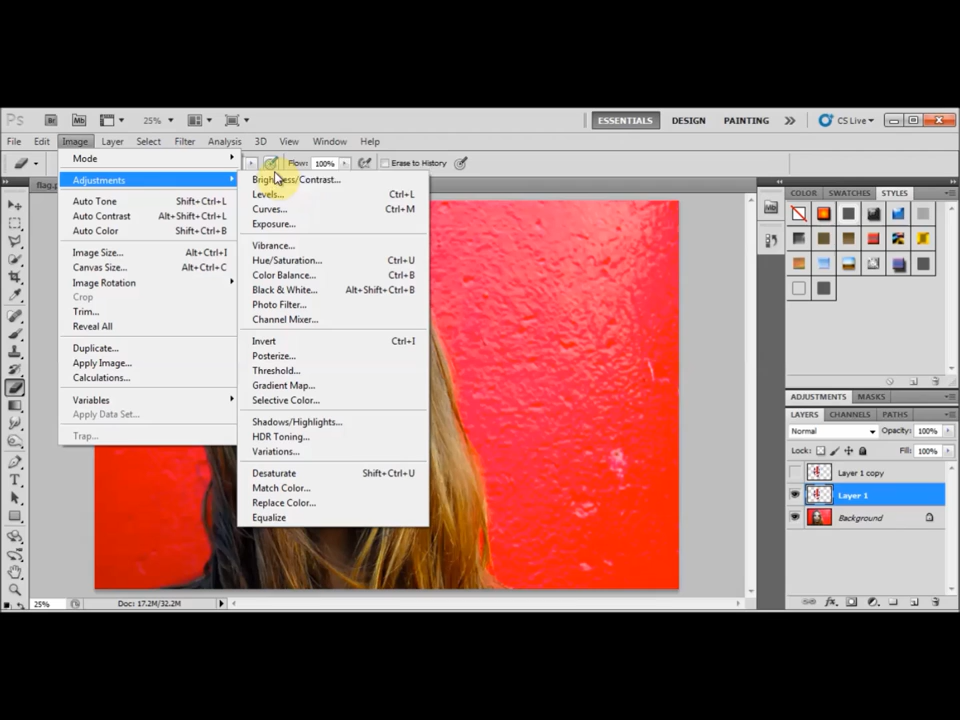 Ps Br Mb 25% ESSENTIALS DESIGN PAINTING CS Live
File Edit Image Layer Select Filter Analysis 3D View Window Help
Flow: 100% Erase to History
Mode
Adjustments
Auto Tone Shift+Ctrl+L
Auto Contrast Alt+Shift+Ctrl+L
Auto Color Shift+Ctrl+B
Image Size... Alt+Ctrl+I
Canvas Size... Alt+Ctrl+C
Image Rotation
Crop
Trim...
Reveal All
Duplicate...
Apply Image...
Calculations...
Variables
Apply Data Set...
Trap...
Brightness/Contrast...
Levels... Ctrl+L
Curves... Ctrl+M
Exposure...
Vibrance...
Hue/Saturation... Ctrl+U
Color Balance... Ctrl+B
Black & White... Alt+Shift+Ctrl+B
Photo Filter...
Channel Mixer...
Invert Ctrl+I
Posterize...
Threshold...
Gradient Map...
Selective Color...
Shadows/Highlights...
HDR Toning...
Variations...
Desaturate Shift+Ctrl+U
Match Color...
Replace Color...
Equalize
COLOR SWATCHES STYLES
ADJUSTMENTS MASKS
LAYERS CHANNELS PATHS
Normal Opacity: 100%
Lock: Fill: 100%
Layer 1 copy
Layer 1
Background
25% Doc: 17.2M/32.2M